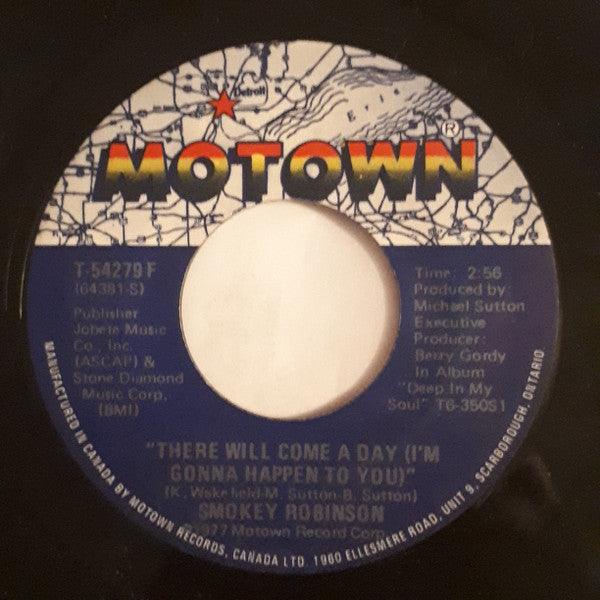 Detroit
Erie
MOTOWN®
T-54279 F
(64381-S)
Publisher
Jobete Music
Co., Inc.
(ASCAP) &
Stone Diamond
Music Corp.
(BMI)
Time: 2:56
Produced by:
Michael Sutton
Executive
Producer:
Berry Gordy
In Album
"Deep In My
Soul" T6-350S1
"THERE WILL COME A DAY (I'M
GONNA HAPPEN TO YOU)"
(K. Wakefield-M. Sutton-B. Sutton)
SMOKEY ROBINSON
©1977 Motown Record Corp.
MANUFACTURED IN CANADA BY MOTOWN RECORDS, CANADA LTD. 1960 ELLESMERE ROAD, UNIT 9, SCARBOROUGH, ONTARIO